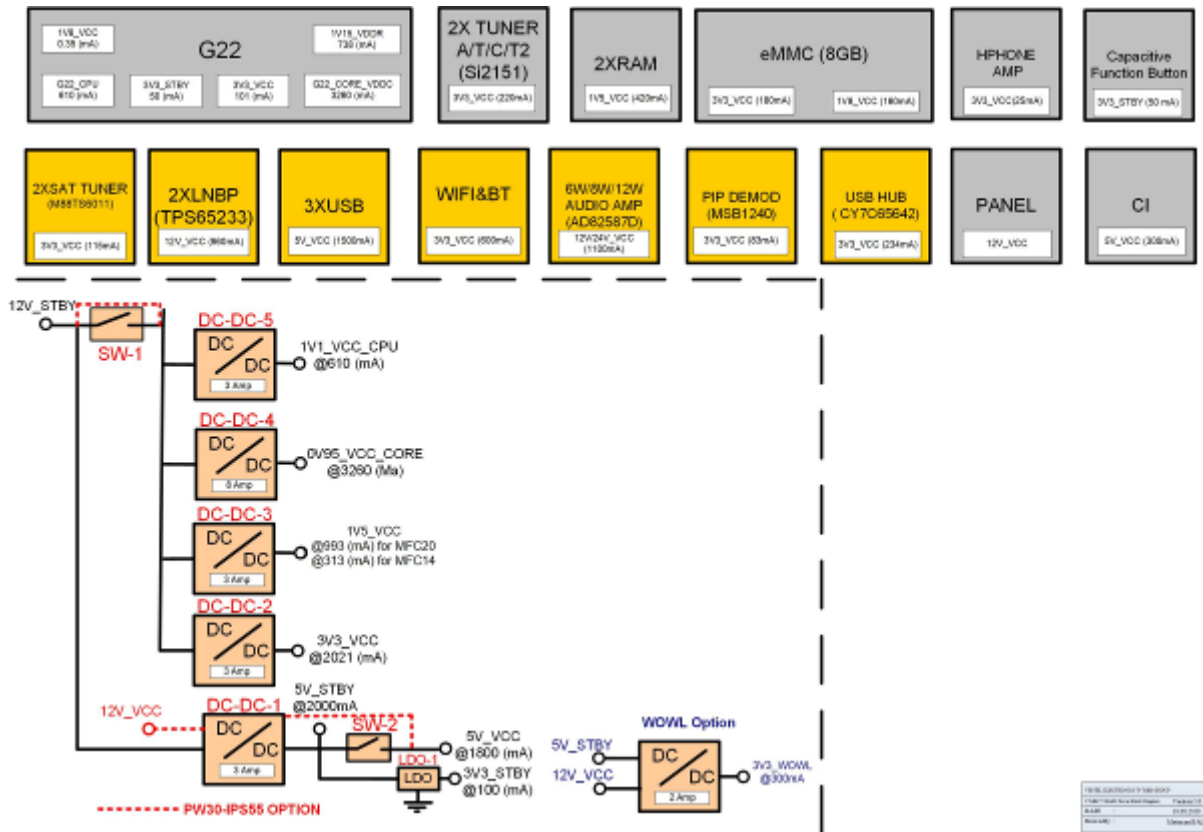 G22
1V8_VCC
0.38 (mA)
1V15_VDDR
730 (mA)
G22_CPU
610 (mA)
3V3_STBY
50 (mA)
3V3_VCC
101 (mA)
G22_CORE_VDDC
3260 (mA)
2X TUNER
A/T/C/T2
(Si2151)
3V3_VCC (220mA)
2XRAM
1V5_VCC (420mA)
eMMC (8GB)
3V3_VCC (100mA)
1V8_VCC (160mA)
HPHONE
AMP
3V3_VCC(25mA)
Capacitive
Function Button
3V3_STBY (50 mA)
2XSAT TUNER
(M88TS6011)
3V3_VCC (115mA)
2XLNBP
(TPS65233)
12V_VCC (860mA)
3XUSB
5V_VCC (1500mA)
WIFI&BT
3V3_VCC (600mA)
6W/8W/12W
AUDIO AMP
(AD82587D)
12V/24V_VCC
(1100mA)
PIP DEMOD
(MSB1240)
3V3_VCC (83mA)
USB HUB
( CY7C65642)
3V3_VCC (234mA)
PANEL
12V_VCC
CI
5V_VCC (300mA)
12V_STBY
SW-1
DC-DC-5
DC
DC
3 Amp
1V1_VCC_CPU
@610 (mA)
DC-DC-4
DC
DC
8 Amp
0V95_VCC_CORE
@3260 (Ma)
DC-DC-3
DC
DC
3 Amp
1V5_VCC
@993 (mA) for MFC20
@313 (mA) for MFC14
DC-DC-2
DC
DC
3 Amp
3V3_VCC
@2021 (mA)
12V_VCC
DC-DC-1
DC
DC
3 Amp
5V_STBY
@2000mA
SW-2
5V_VCC
@1800 (mA)
LDO-1
LDO
3V3_STBY
@100 (mA)
PW30-IPS55 OPTION
WOWL Option
5V_STBY
12V_VCC
DC
DC
2 Amp
3V3_WOWL
@300mA